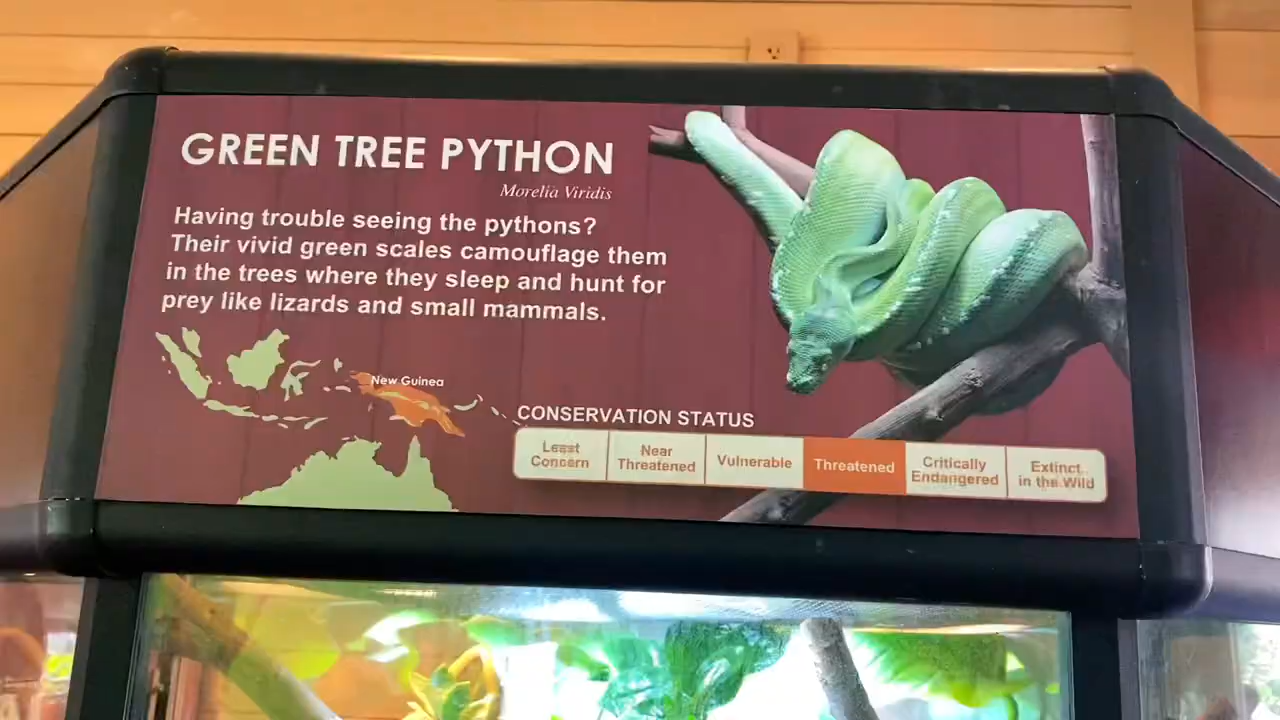 GREEN TREE PYTHON
Morelia Viridis
Having trouble seeing the pythons?
Their vivid green scales camouflage them
in the trees where they sleep and hunt for
prey like lizards and small mammals.
New Guinea
CONSERVATION STATUS
Least
Concern
Near
Threatened
Vulnerable
Threatened
Critically
Endangered
Extinct
in the Wild